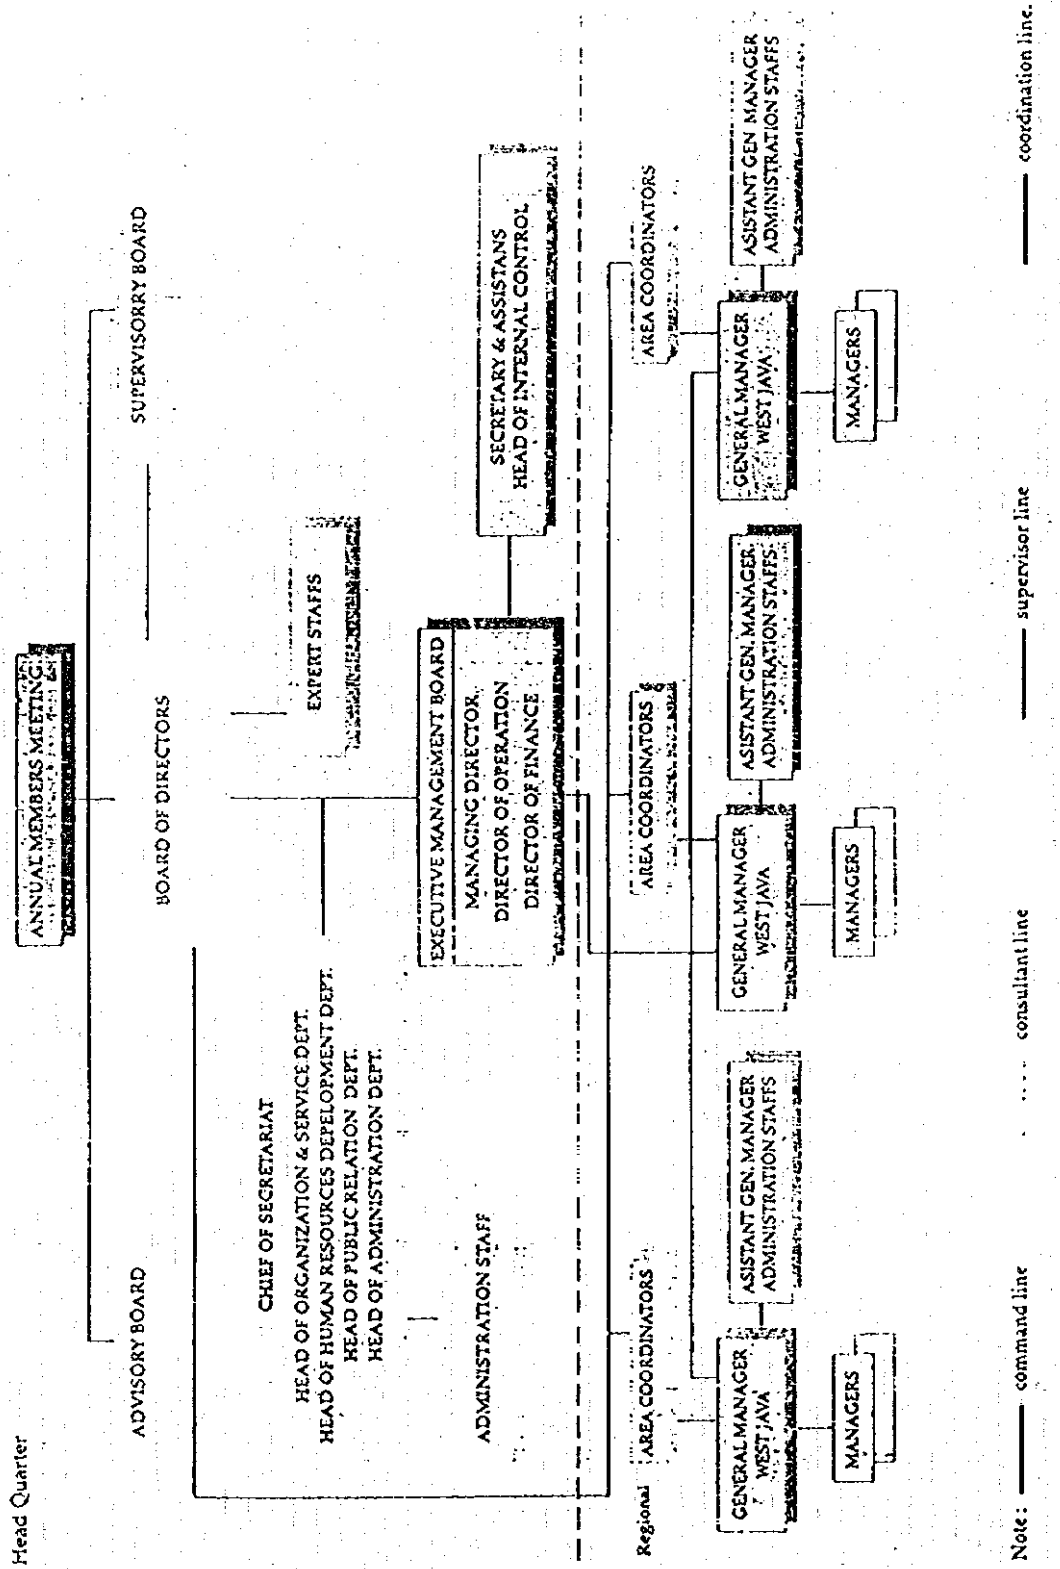 Head Quarter
ANNUAL MEMBERS MEETING
ADVISORY BOARD
BOARD OF DIRECTORS
SUPERVISORRY BOARD
CHIEF OF SECRETARIAT
HEAD OF ORGANIZATION & SERVICE DEPT.
HEAD OF HUMAN RESOURCES DEPELOPMENT DEPT.
HEAD OF PUBLIC RELATION DEPT.
HEAD OF ADMINISTRATION DEPT.
EXPERT STAFFS
ADMINISTRATION STAFF
EXECUTIVE MANAGEMENT BOARD
MANAGING DIRECTOR
DIRECTOR OF OPERATION
DIRECTOR OF FINANCE
SECRETARY & ASSISTANS
HEAD OF INTERNAL CONTROL
Regional
AREA COORDINATORS
AREA COORDINATORS
AREA COORDINATORS
GENERAL MANAGER
WEST JAVA
ASISTANT GEN. MANAGER
ADMINISTRATION STAFFS
GENERAL MANAGER
WEST JAVA
ASISTANT GEN. MANAGER
ADMINISTRATION STAFFS
GENERAL MANAGER
WEST JAVA
ASISTANT GEN MANAGER
ADMINISTRATION STAFFS
MANAGERS
MANAGERS
MANAGERS
Note: command line consultant line supervisor line coordination line.